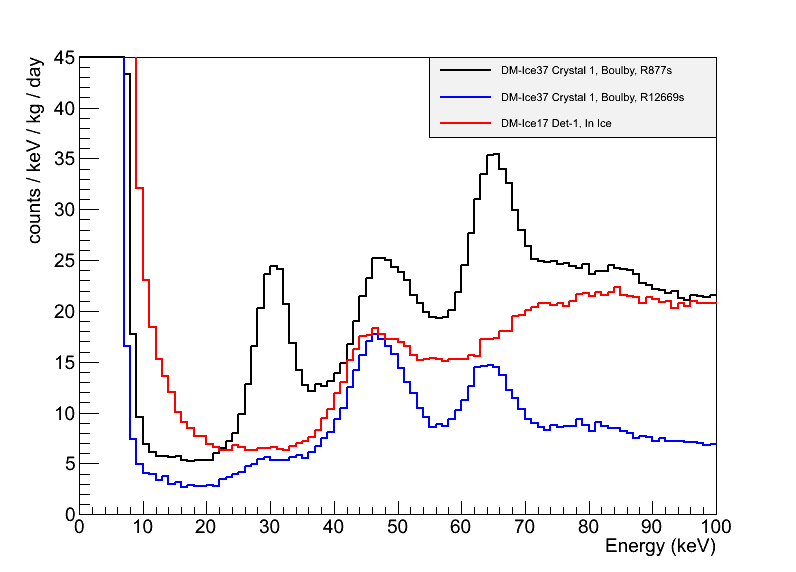 counts / keV / kg / day
45
40
35
30
25
20
15
10
5
0
DM-Ice37 Crystal 1, Boulby, R877s
DM-Ice37 Crystal 1, Boulby, R12669s
DM-Ice17 Det-1, In Ice
0 10 20 30 40 50 60 70 80 90 100
Energy (keV)